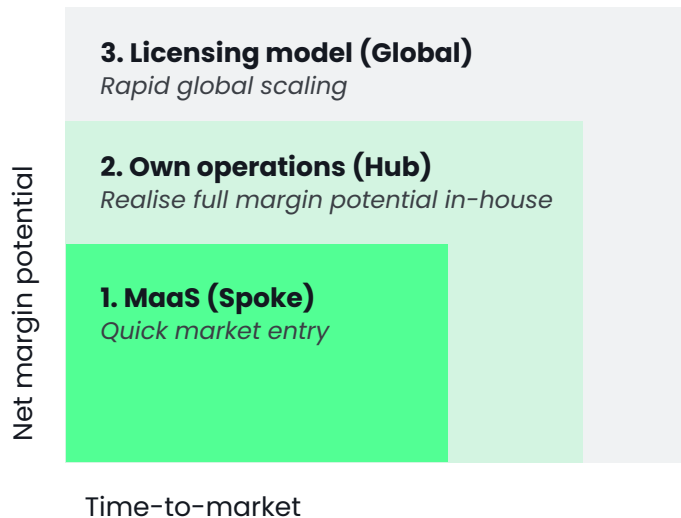 3. Licensing model (Global)
Rapid global scaling
2. Own operations (Hub)
Realise full margin potential in-house
1. MaaS (Spoke)
Quick market entry
Net margin potential
Time-to-market